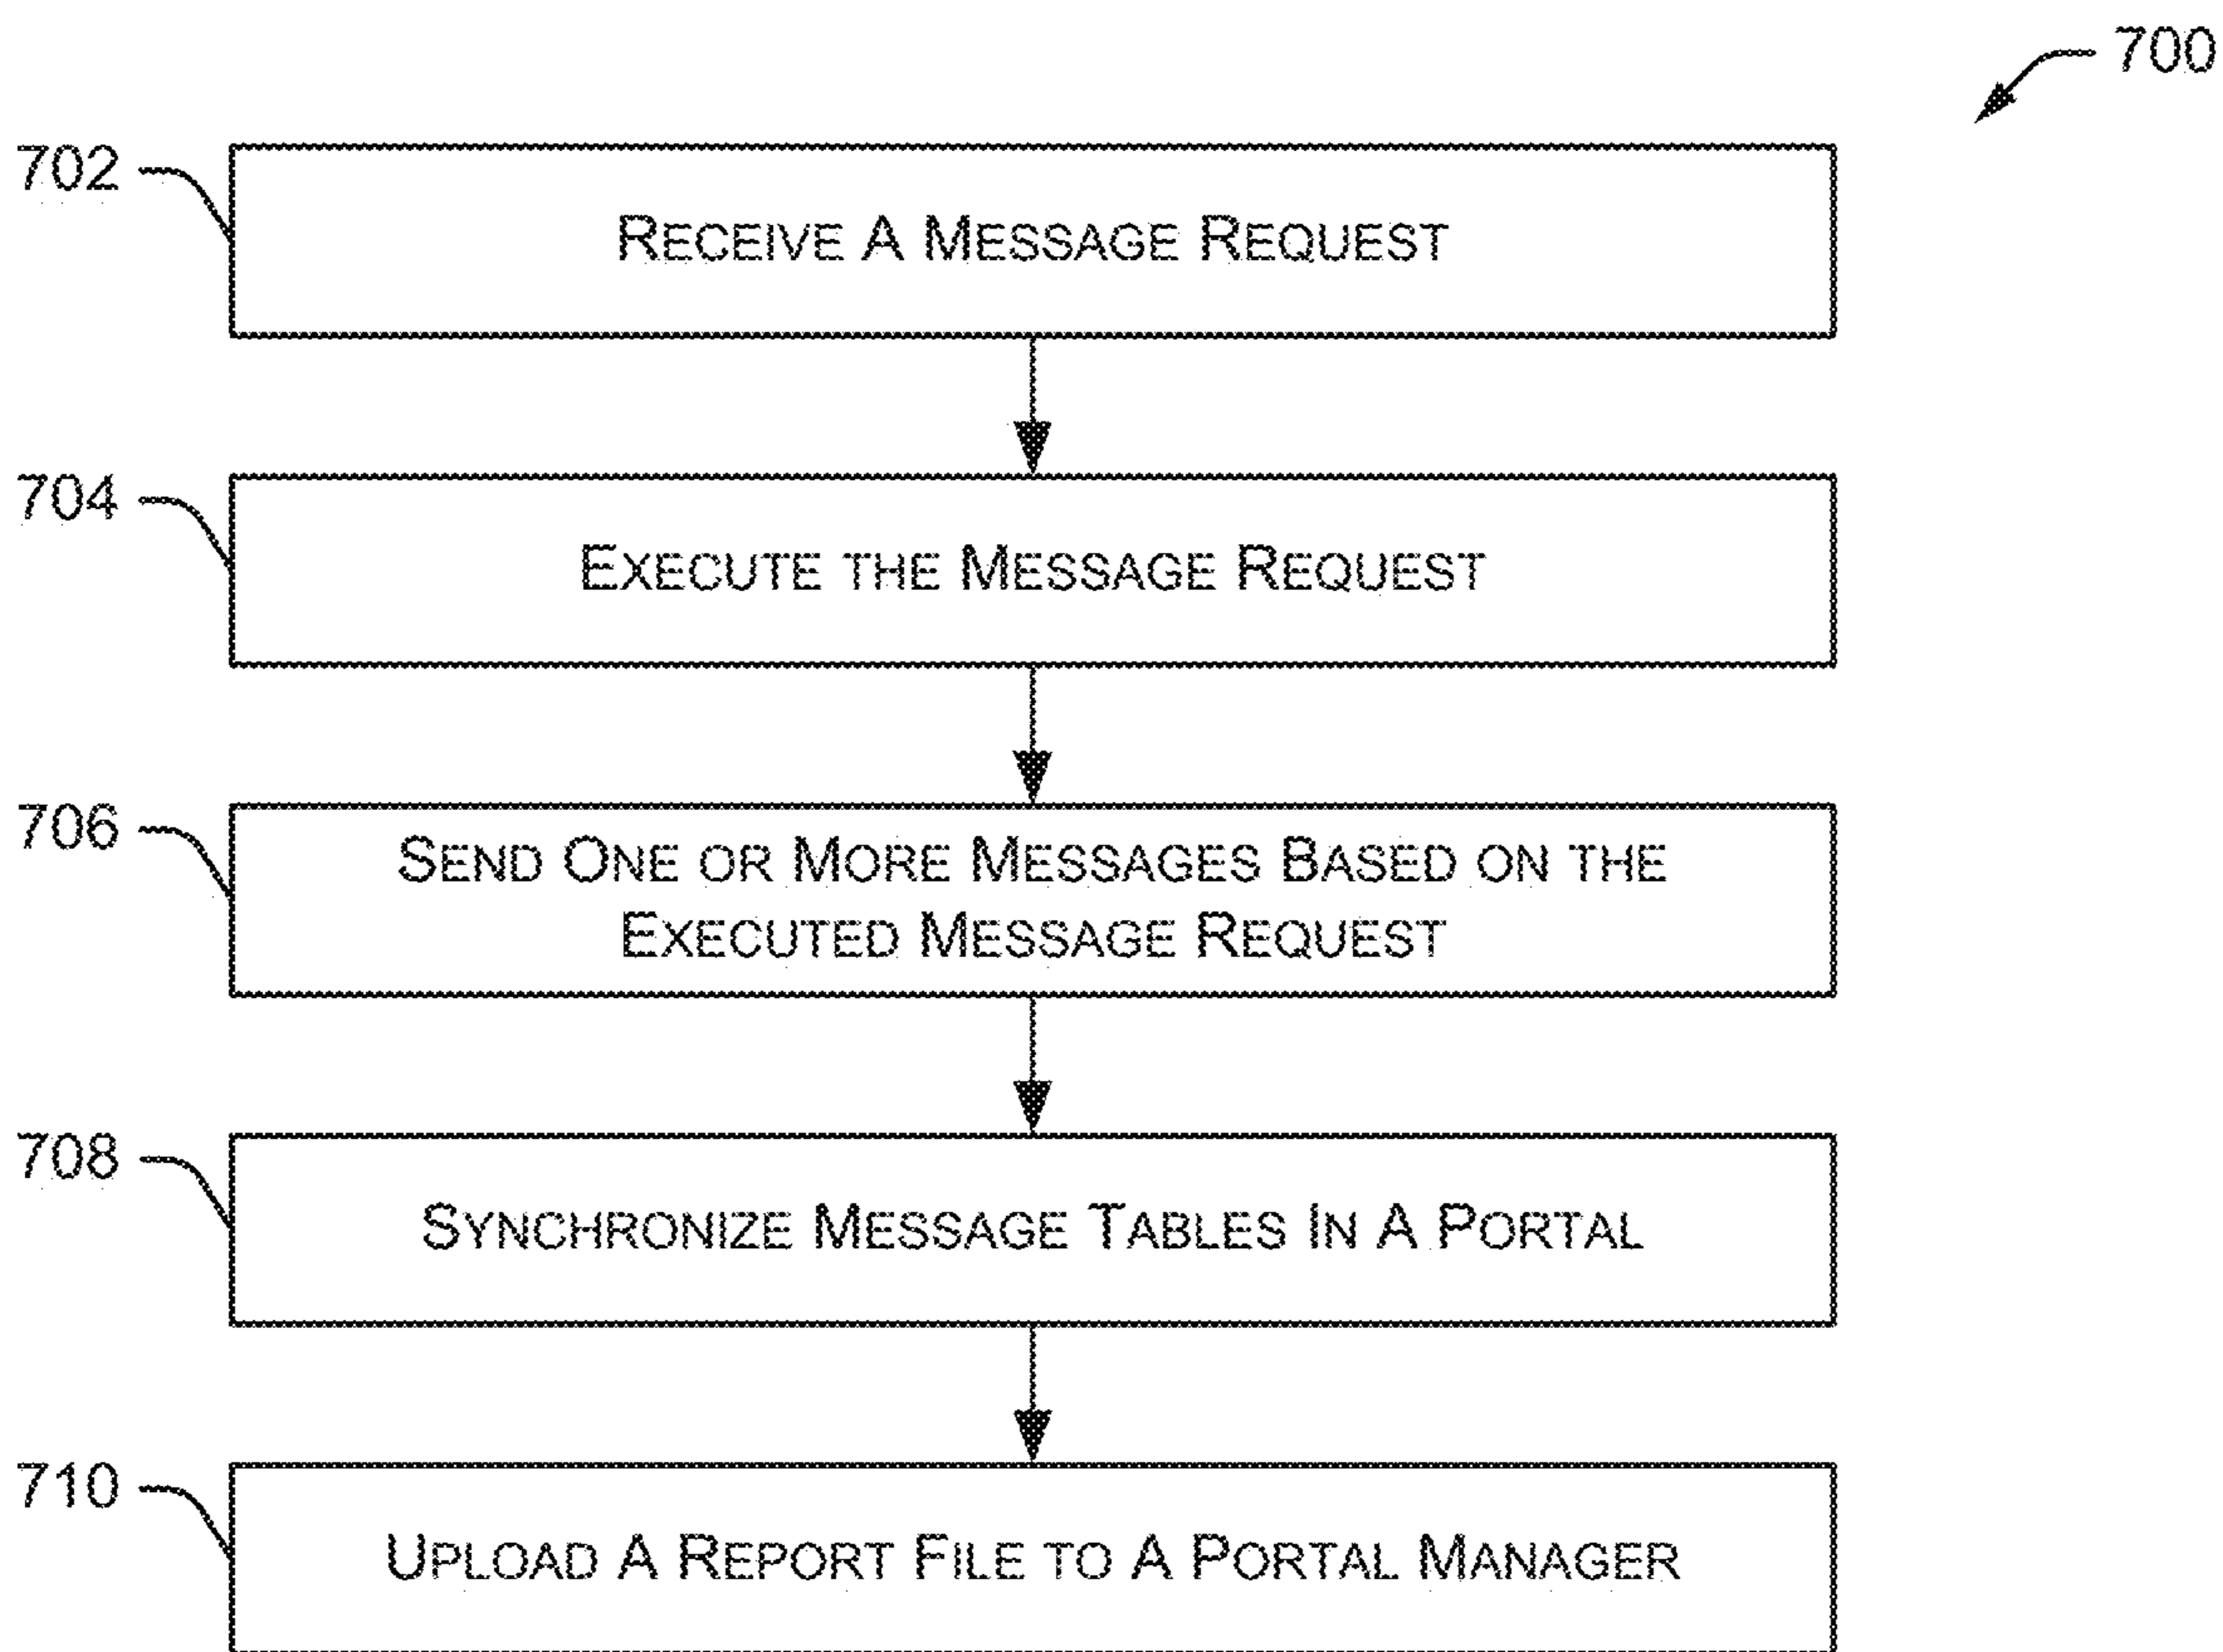 700
702
RECEIVE A MESSAGE REQUEST
704
EXECUTE THE MESSAGE REQUEST
706
SEND ONE OR MORE MESSAGES BASED ON THE
EXECUTED MESSAGE REQUEST
708
SYNCHRONIZE MESSAGE TABLES IN A PORTAL
710
UPLOAD A REPORT FILE TO A PORTAL MANAGER